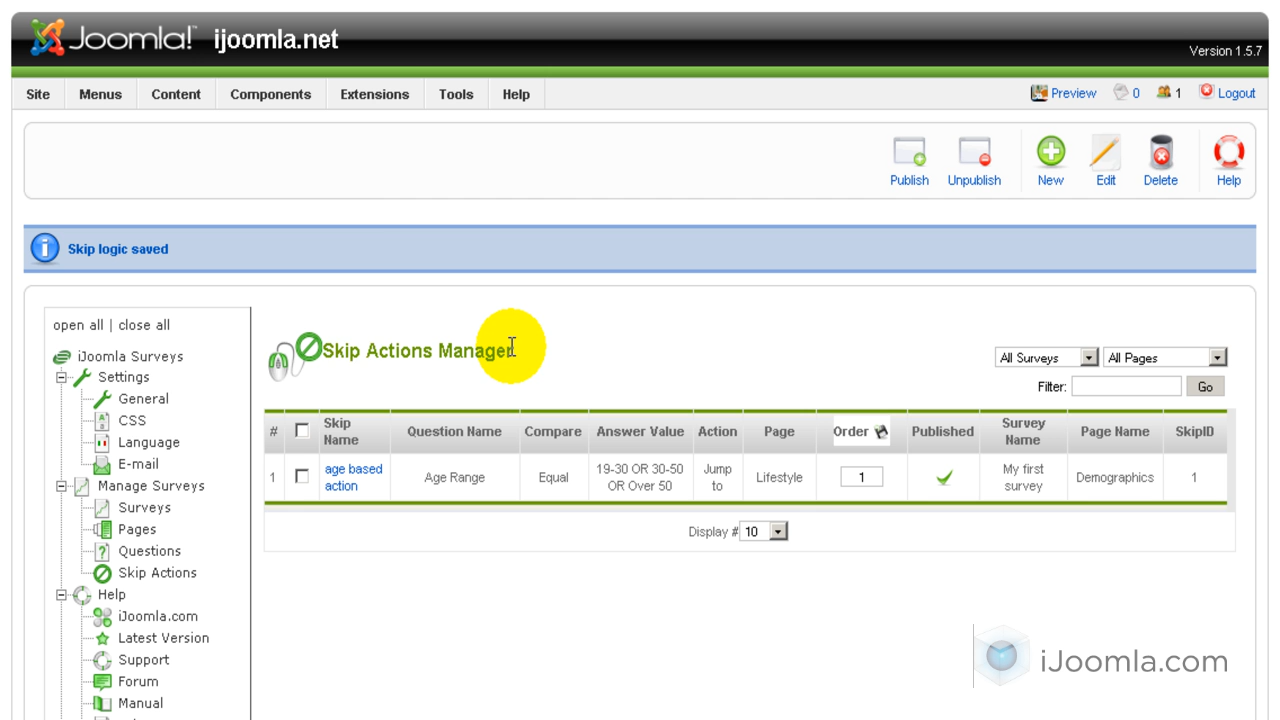 Joomla! ijoomla.net
Version 1.5.7
Site Menus Content Components Extensions Tools Help Preview 0 1 Logout
Publish Unpublish New Edit Delete Help
Skip logic saved
open all | close all
iJoomla Surveys
Settings
General
CSS
Language
E-mail
Manage Surveys
Surveys
Pages
Questions
Skip Actions
Help
iJoomla.com
Latest Version
Support
Forum
Manual
Skip Actions Manager
All Surveys All Pages
Filter: Go
# Skip Name Question Name Compare Answer Value Action Page Order Published Survey Name Page Name SkipID
1 age based action Age Range Equal 19-30 OR 30-50 OR Over 50 Jump to Lifestyle 1 My first survey Demographics 1
Display # 10
iJoomla.com